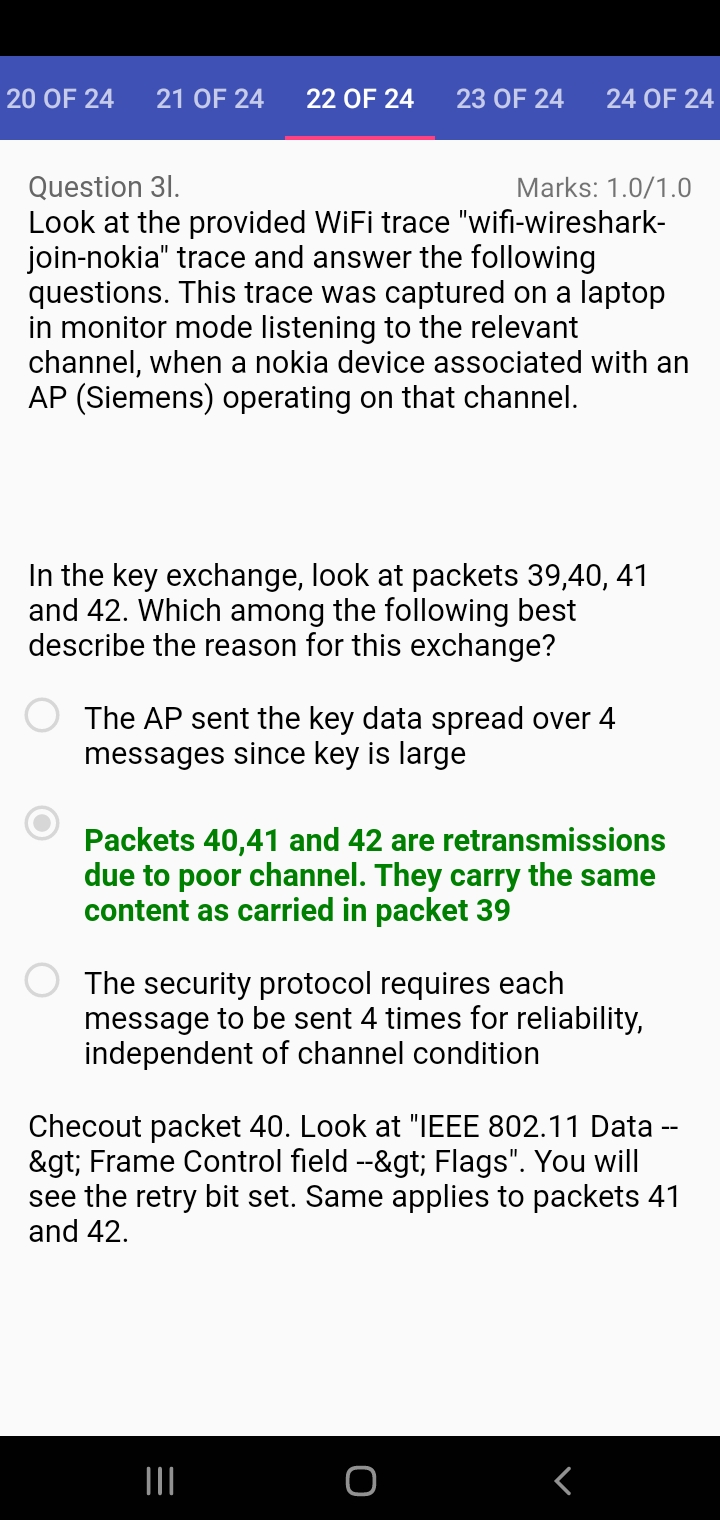 20 OF 24 21 OF 24 22 OF 24 23 OF 24 24 OF 24
Question 3l. Marks: 1.0/1.0
Look at the provided WiFi trace "wifi-wireshark-
join-nokia" trace and answer the following
questions. This trace was captured on a laptop
in monitor mode listening to the relevant
channel, when a nokia device associated with an
AP (Siemens) operating on that channel.
In the key exchange, look at packets 39,40, 41
and 42. Which among the following best
describe the reason for this exchange?
The AP sent the key data spread over 4
messages since key is large
Packets 40,41 and 42 are retransmissions
due to poor channel. They carry the same
content as carried in packet 39
The security protocol requires each
message to be sent 4 times for reliability,
independent of channel condition
Checout packet 40. Look at "IEEE 802.11 Data --
&gt; Frame Control field --&gt; Flags". You will
see the retry bit set. Same applies to packets 41
and 42.